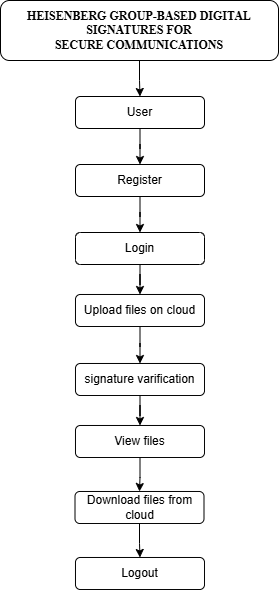 HEISENBERG GROUP-BASED DIGITAL
SIGNATURES FOR
SECURE COMMUNICATIONS
User
Register
Login
Upload files on cloud
signature varification
View files
Download files from
cloud
Logout